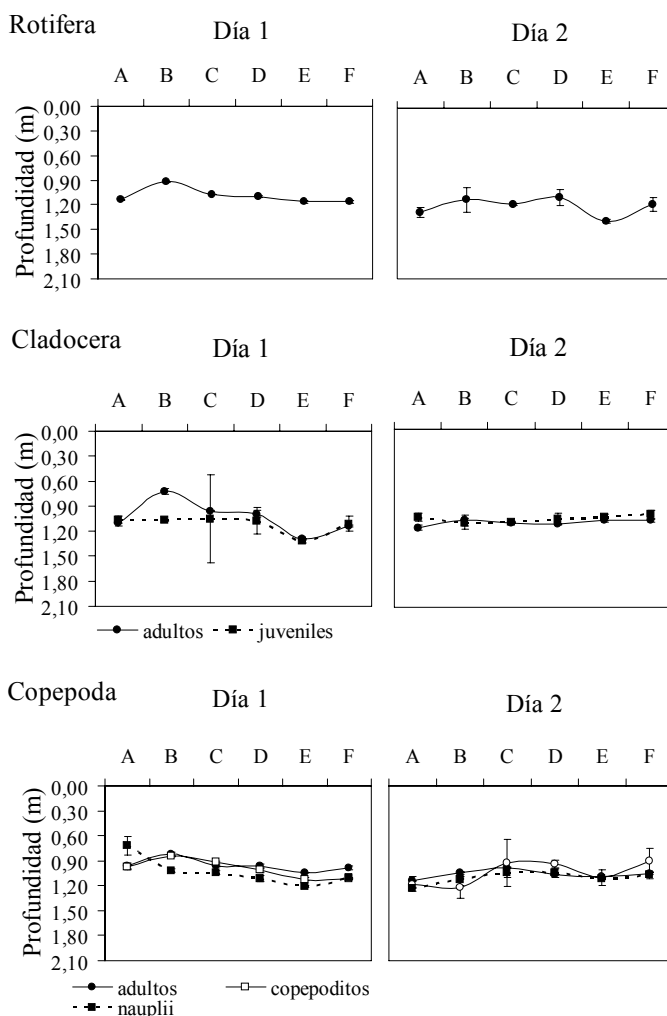 Rotifera
Día 1 Día 2
A B C D E F A B C D E F
Profundidad (m)
0,00
0,30
0,60
0,90
1,20
1,50
1,80
2,10
Cladocera
Día 1 Día 2
A B C D E F A B C D E F
Profundidad (m)
0,00
0,30
0,60
0,90
1,20
1,50
1,80
2,10
adultos juveniles
Copepoda
Día 1 Día 2
A B C D E F A B C D E F
Profundidad (m)
0,00
0,30
0,60
0,90
1,20
1,50
1,80
2,10
adultos copepoditos
nauplii